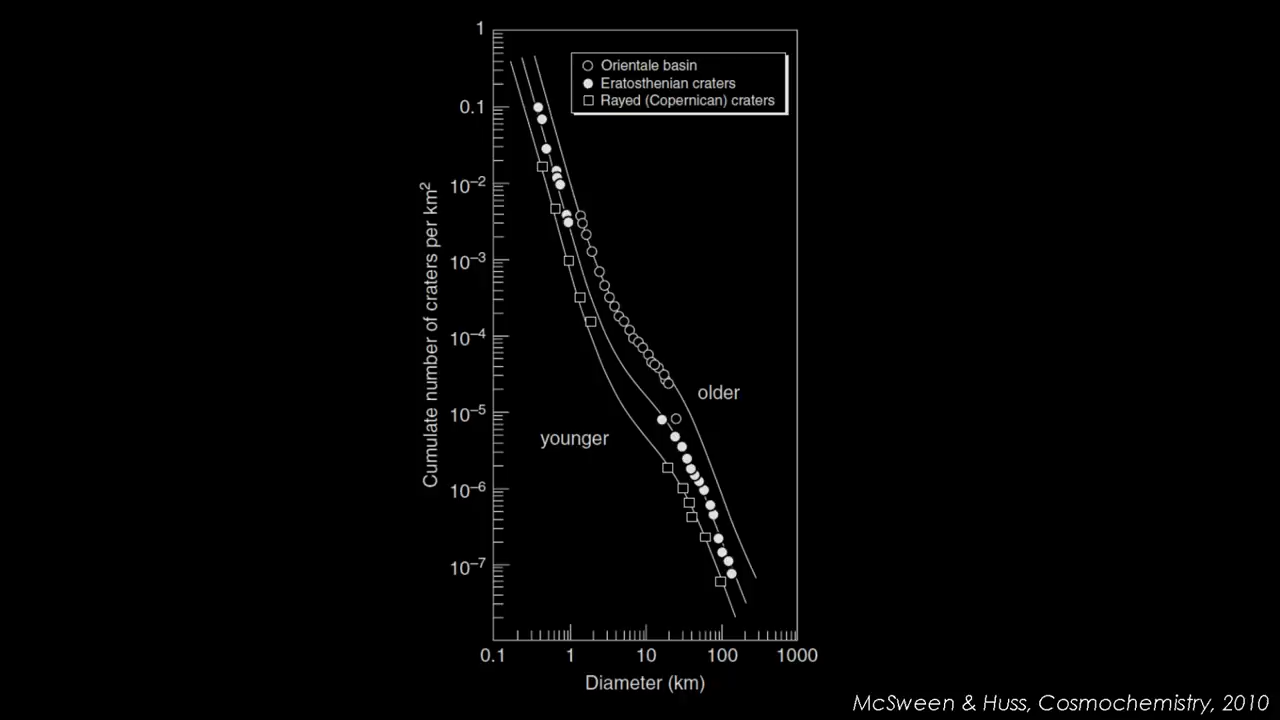 1
Orientale basin
Eratosthenian craters
Rayed (Copernican) craters
0.1
10–2
10–3
10–4
10–5
10–6
10–7
Cumulate number of craters per km2
older
younger
0.1 1 10 100 1000
Diameter (km)
McSween & Huss, Cosmochemistry, 2010